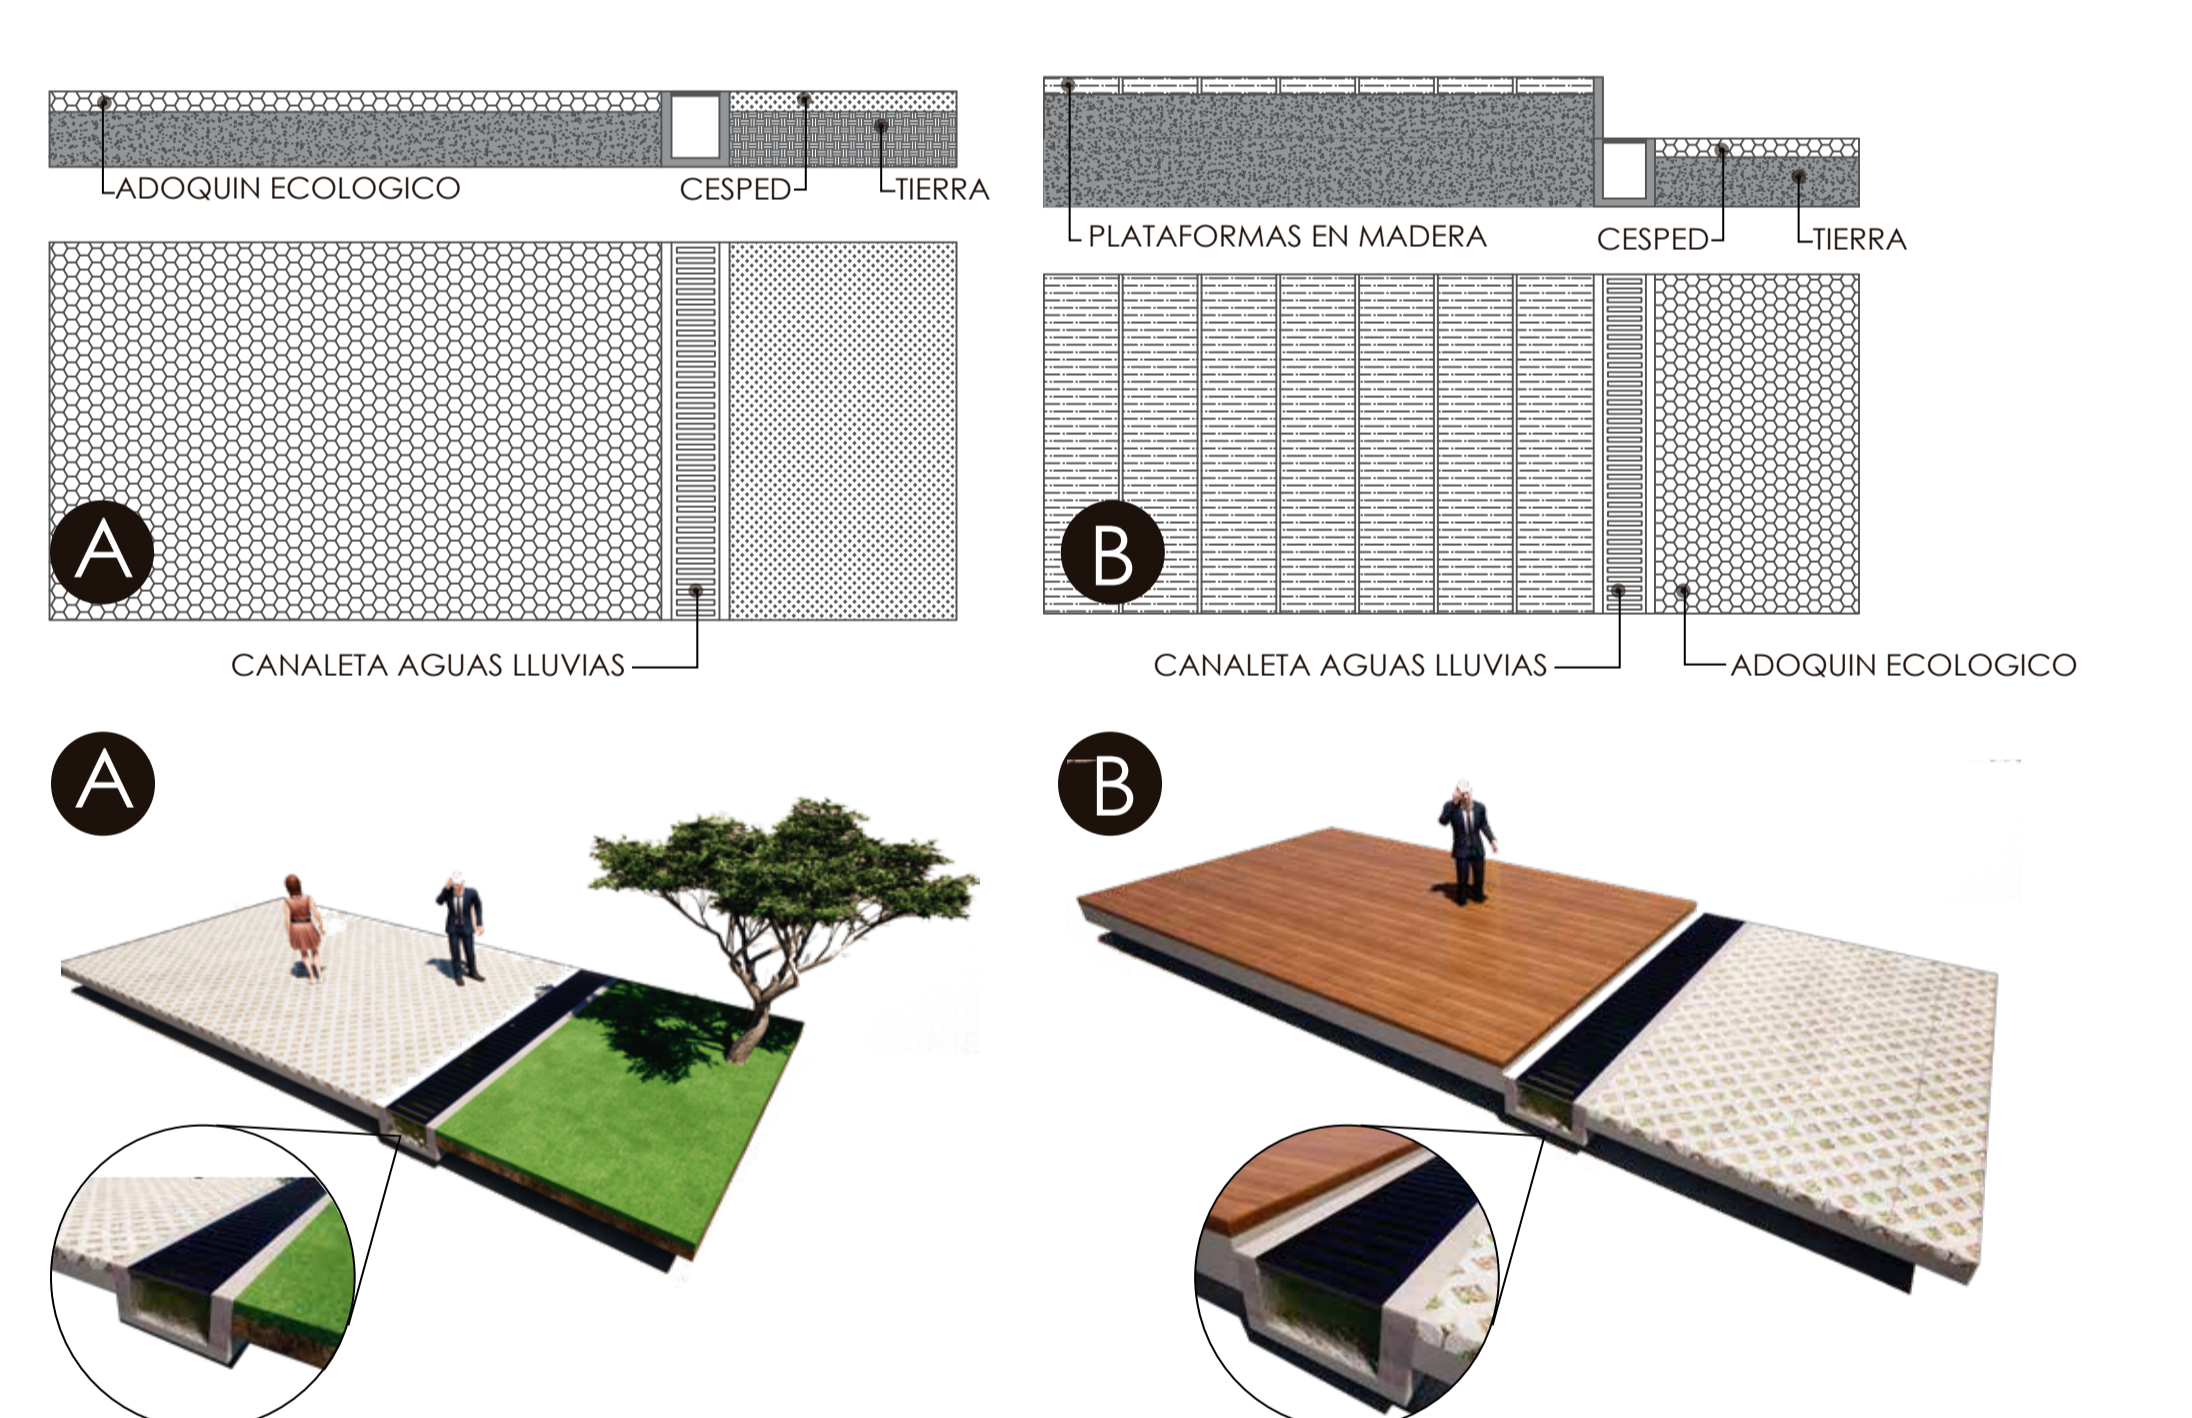 ADOQUIN ECOLOGICO
CESPED
TIERRA
A
CANALETA AGUAS LLUVIAS
PLATAFORMAS EN MADERA
CESPED
TIERRA
B
CANALETA AGUAS LLUVIAS
ADOQUIN ECOLOGICO
A
B